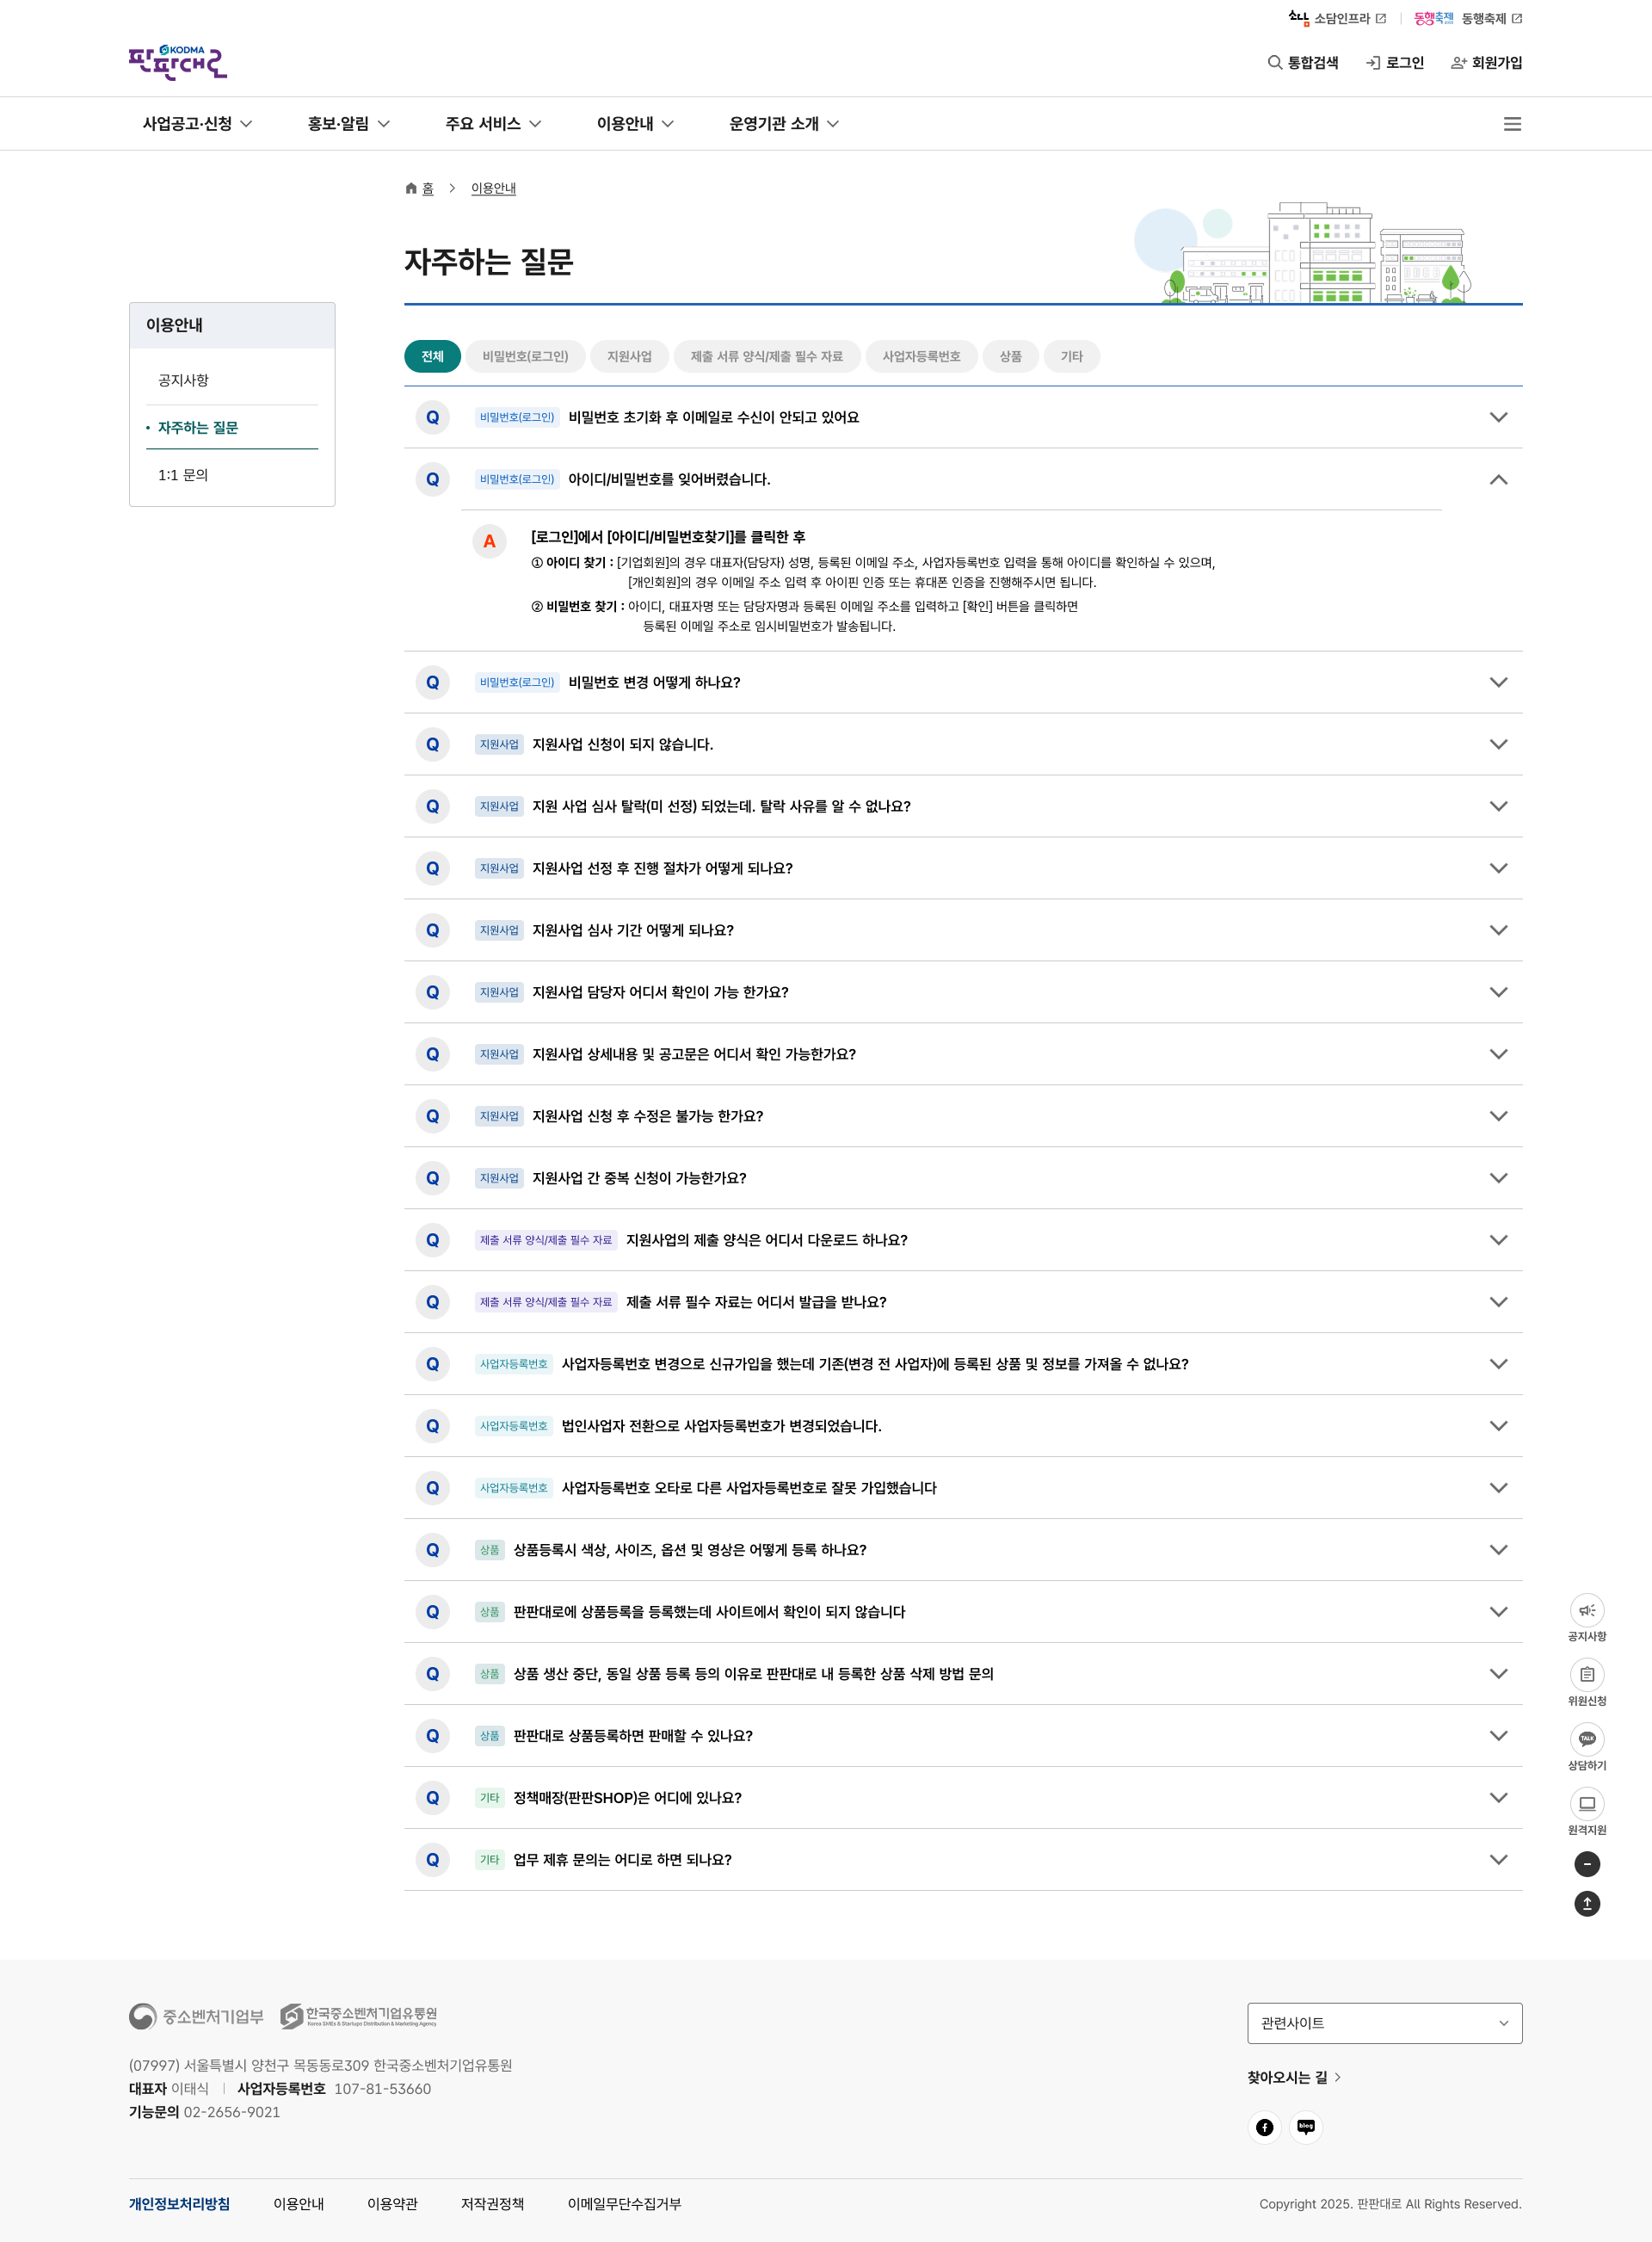 소담 소담인프라 동행축제 동행축제
KODMA
판판대로
통합검색 로그인 회원가입
사업공고·신청 홍보·알림 주요 서비스 이용안내 운영기관 소개
홈 이용안내
자주하는 질문
이용안내
공지사항
자주하는 질문
1:1 문의
전체 비밀번호(로그인) 지원사업 제출 서류 양식/제출 필수 자료 사업자등록번호 상품 기타
Q 비밀번호(로그인) 비밀번호 초기화 후 이메일로 수신이 안되고 있어요
Q 비밀번호(로그인) 아이디/비밀번호를 잊어버렸습니다.
A [로그인]에서 [아이디/비밀번호찾기]를 클릭한 후
① 아이디 찾기 : [기업회원]의 경우 대표자(담당자) 성명, 등록된 이메일 주소, 사업자등록번호 입력을 통해 아이디를 확인하실 수 있으며,
[개인회원]의 경우 이메일 주소 입력 후 아이핀 인증 또는 휴대폰 인증을 진행해주시면 됩니다.
② 비밀번호 찾기 : 아이디, 대표자명 또는 담당자명과 등록된 이메일 주소를 입력하고 [확인] 버튼을 클릭하면
등록된 이메일 주소로 임시비밀번호가 발송됩니다.
Q 비밀번호(로그인) 비밀번호 변경 어떻게 하나요?
Q 지원사업 지원사업 신청이 되지 않습니다.
Q 지원사업 지원 사업 심사 탈락(미 선정) 되었는데. 탈락 사유를 알 수 없나요?
Q 지원사업 지원사업 선정 후 진행 절차가 어떻게 되나요?
Q 지원사업 지원사업 심사 기간 어떻게 되나요?
Q 지원사업 지원사업 담당자 어디서 확인이 가능 한가요?
Q 지원사업 지원사업 상세내용 및 공고문은 어디서 확인 가능한가요?
Q 지원사업 지원사업 신청 후 수정은 불가능 한가요?
Q 지원사업 지원사업 간 중복 신청이 가능한가요?
Q 제출 서류 양식/제출 필수 자료 지원사업의 제출 양식은 어디서 다운로드 하나요?
Q 제출 서류 양식/제출 필수 자료 제출 서류 필수 자료는 어디서 발급을 받나요?
Q 사업자등록번호 사업자등록번호 변경으로 신규가입을 했는데 기존(변경 전 사업자)에 등록된 상품 및 정보를 가져올 수 없나요?
Q 사업자등록번호 법인사업자 전환으로 사업자등록번호가 변경되었습니다.
Q 사업자등록번호 사업자등록번호 오타로 다른 사업자등록번호로 잘못 가입했습니다
Q 상품 상품등록시 색상, 사이즈, 옵션 및 영상은 어떻게 등록 하나요?
Q 상품 판판대로에 상품등록을 등록했는데 사이트에서 확인이 되지 않습니다
Q 상품 상품 생산 중단, 동일 상품 등록 등의 이유로 판판대로 내 등록한 상품 삭제 방법 문의
Q 상품 판판대로 상품등록하면 판매할 수 있나요?
Q 기타 정책매장(판판SHOP)은 어디에 있나요?
Q 기타 업무 제휴 문의는 어디로 하면 되나요?
공지사항
위원신청
TALK
상담하기
원격지원
중소벤처기업부 한국중소벤처기업유통원
Korea SMEs & Startups Distribution & Marketing Agency
(07997) 서울특별시 양천구 목동동로309 한국중소벤처기업유통원
대표자 이태식 사업자등록번호 107-81-53660
기능문의 02-2656-9021
관련사이트
찾아오시는 길
f blog
개인정보처리방침 이용안내 이용약관 저작권정책 이메일무단수집거부
Copyright 2025. 판판대로 All Rights Reserved.